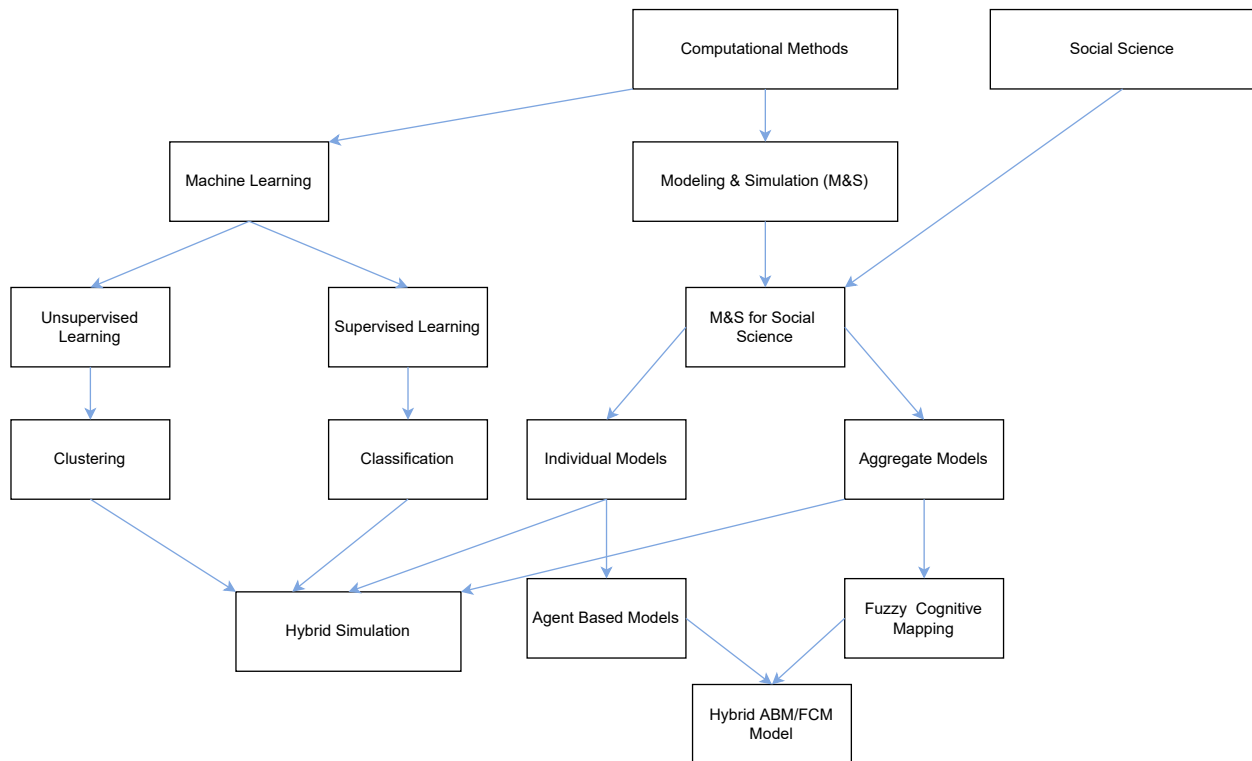 Computational Methods
Social Science
Machine Learning
Modeling & Simulation (M&S)
Unsupervised
Learning
Supervised Learning
M&S for Social
Science
Clustering
Classification
Individual Models
Aggregate Models
Hybrid Simulation
Agent Based Models
Fuzzy  Cognitive
Mapping
Hybrid ABM/FCM
Model